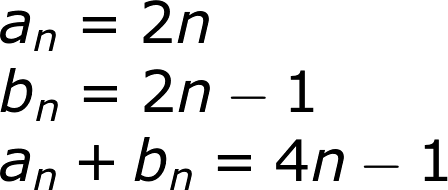 aₙ = 2n
bₙ = 2n − 1
aₙ + bₙ = 4n − 1